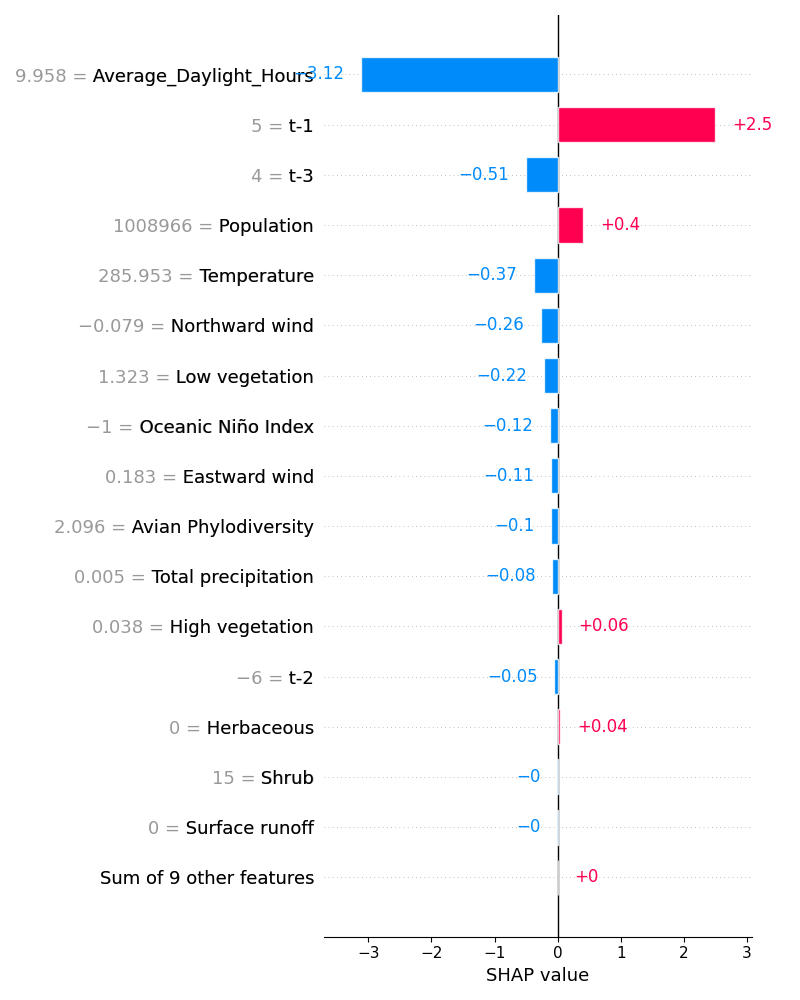 9.958 = Average_Daylight_Hours −3.12
5 = t-1 +2.5
4 = t-3 −0.51
1008966 = Population +0.4
285.953 = Temperature −0.37
−0.079 = Northward wind −0.26
1.323 = Low vegetation −0.22
−1 = Oceanic Niño Index −0.12
0.183 = Eastward wind −0.11
2.096 = Avian Phylodiversity −0.1
0.005 = Total precipitation −0.08
0.038 = High vegetation +0.06
−6 = t-2 −0.05
0 = Herbaceous +0.04
15 = Shrub −0
0 = Surface runoff −0
Sum of 9 other features +0
−3 −2 −1 0 1 2 3
SHAP value